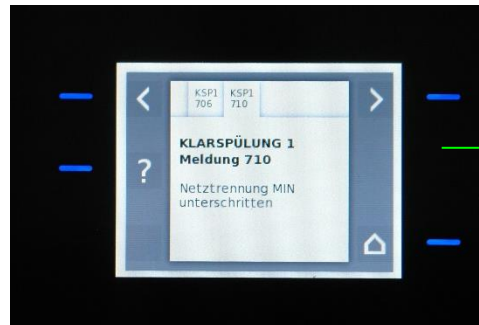 KSP1 KSP1
706 710
KLARSPÜLUNG 1
Meldung 710
Netztrennung MIN
unterschritten
?